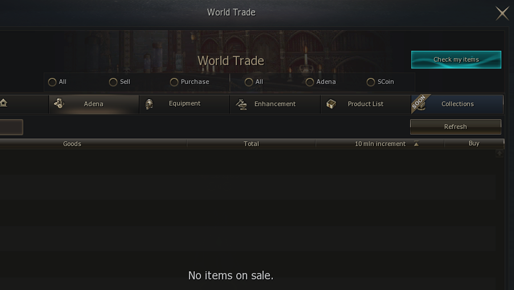 World Trade
World Trade
Check my items
All Sell Purchase All Adena SCoin
Adena Equipment Enhancement Product List Collections
Refresh
Goods Total 10 mln increment Buy
No items on sale.